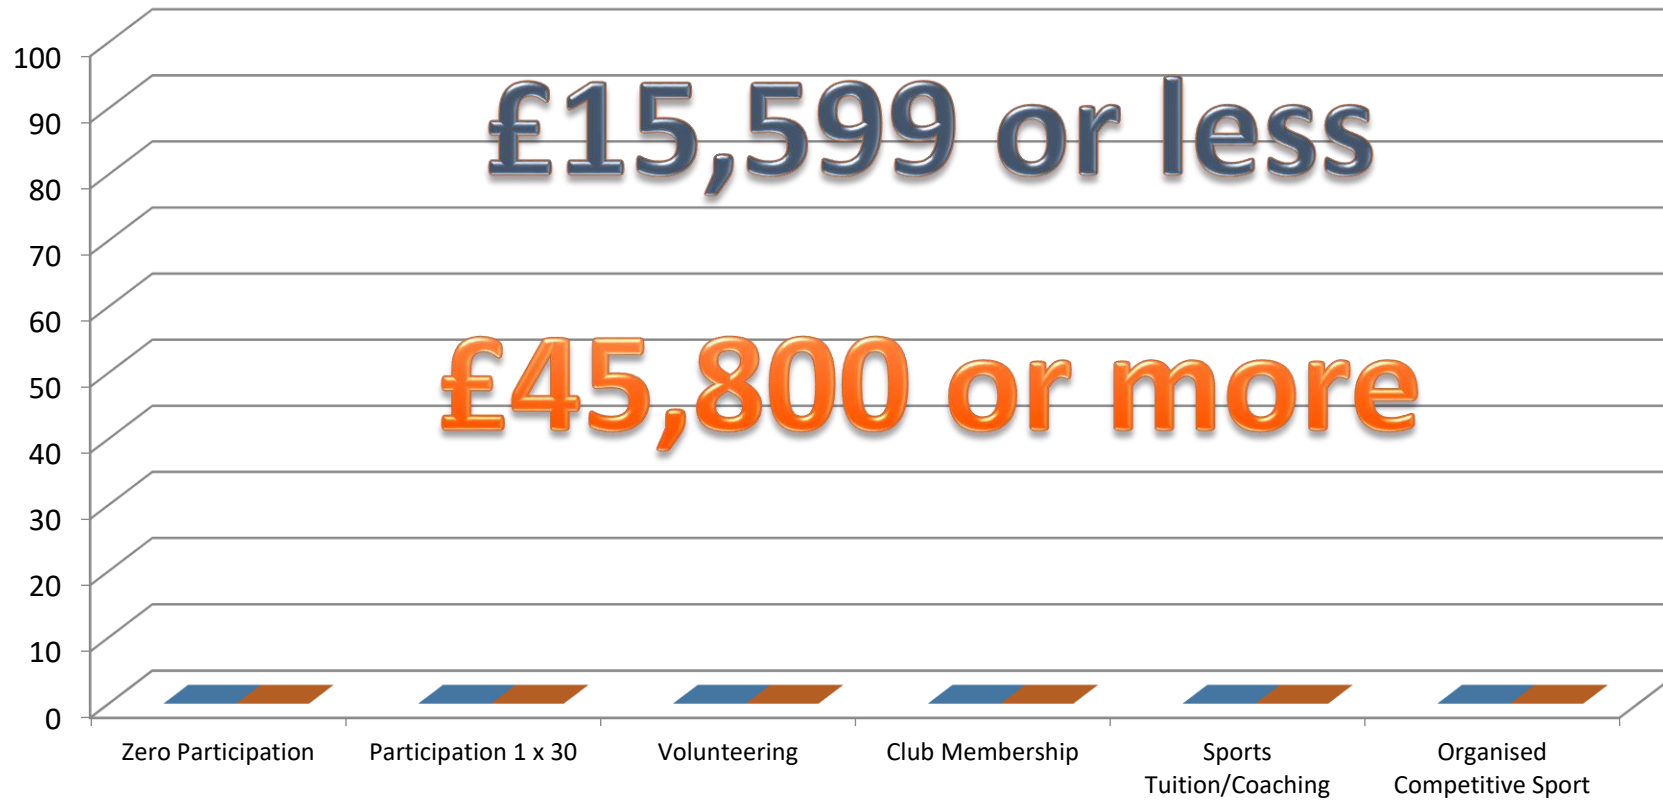 £15,599 or less
£45,800 or more
100
90
80
70
60
50
40
30
20
10
0
Zero Participation
Participation 1 x 30
Volunteering
Club Membership
Sports
Tuition/Coaching
Organised
Competitive Sport